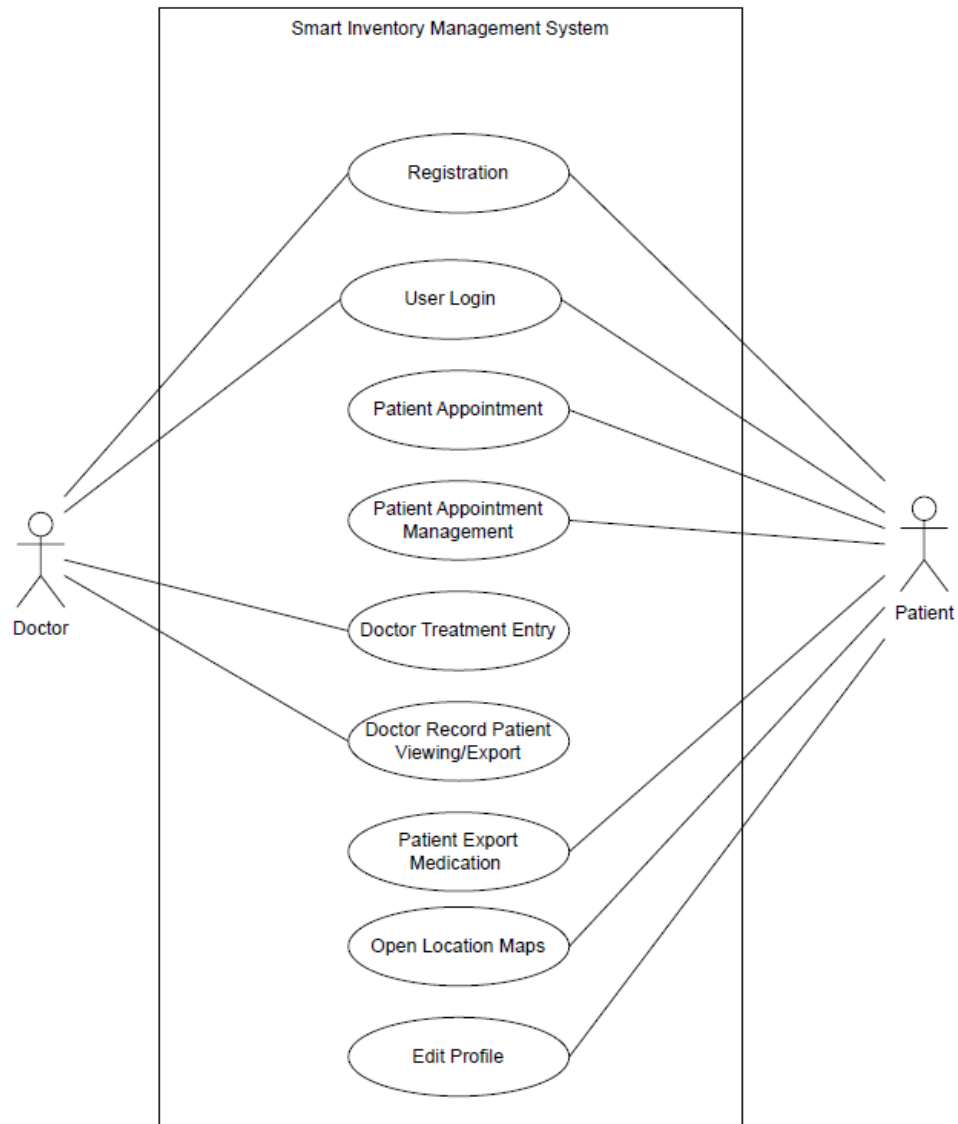 Smart Inventory Management System
Registration
User Login
Patient Appointment
Patient Appointment
Management
Doctor
Patient
Doctor Treatment Entry
Doctor Record Patient
Viewing/Export
Patient Export
Medication
Open Location Maps
Edit Profile